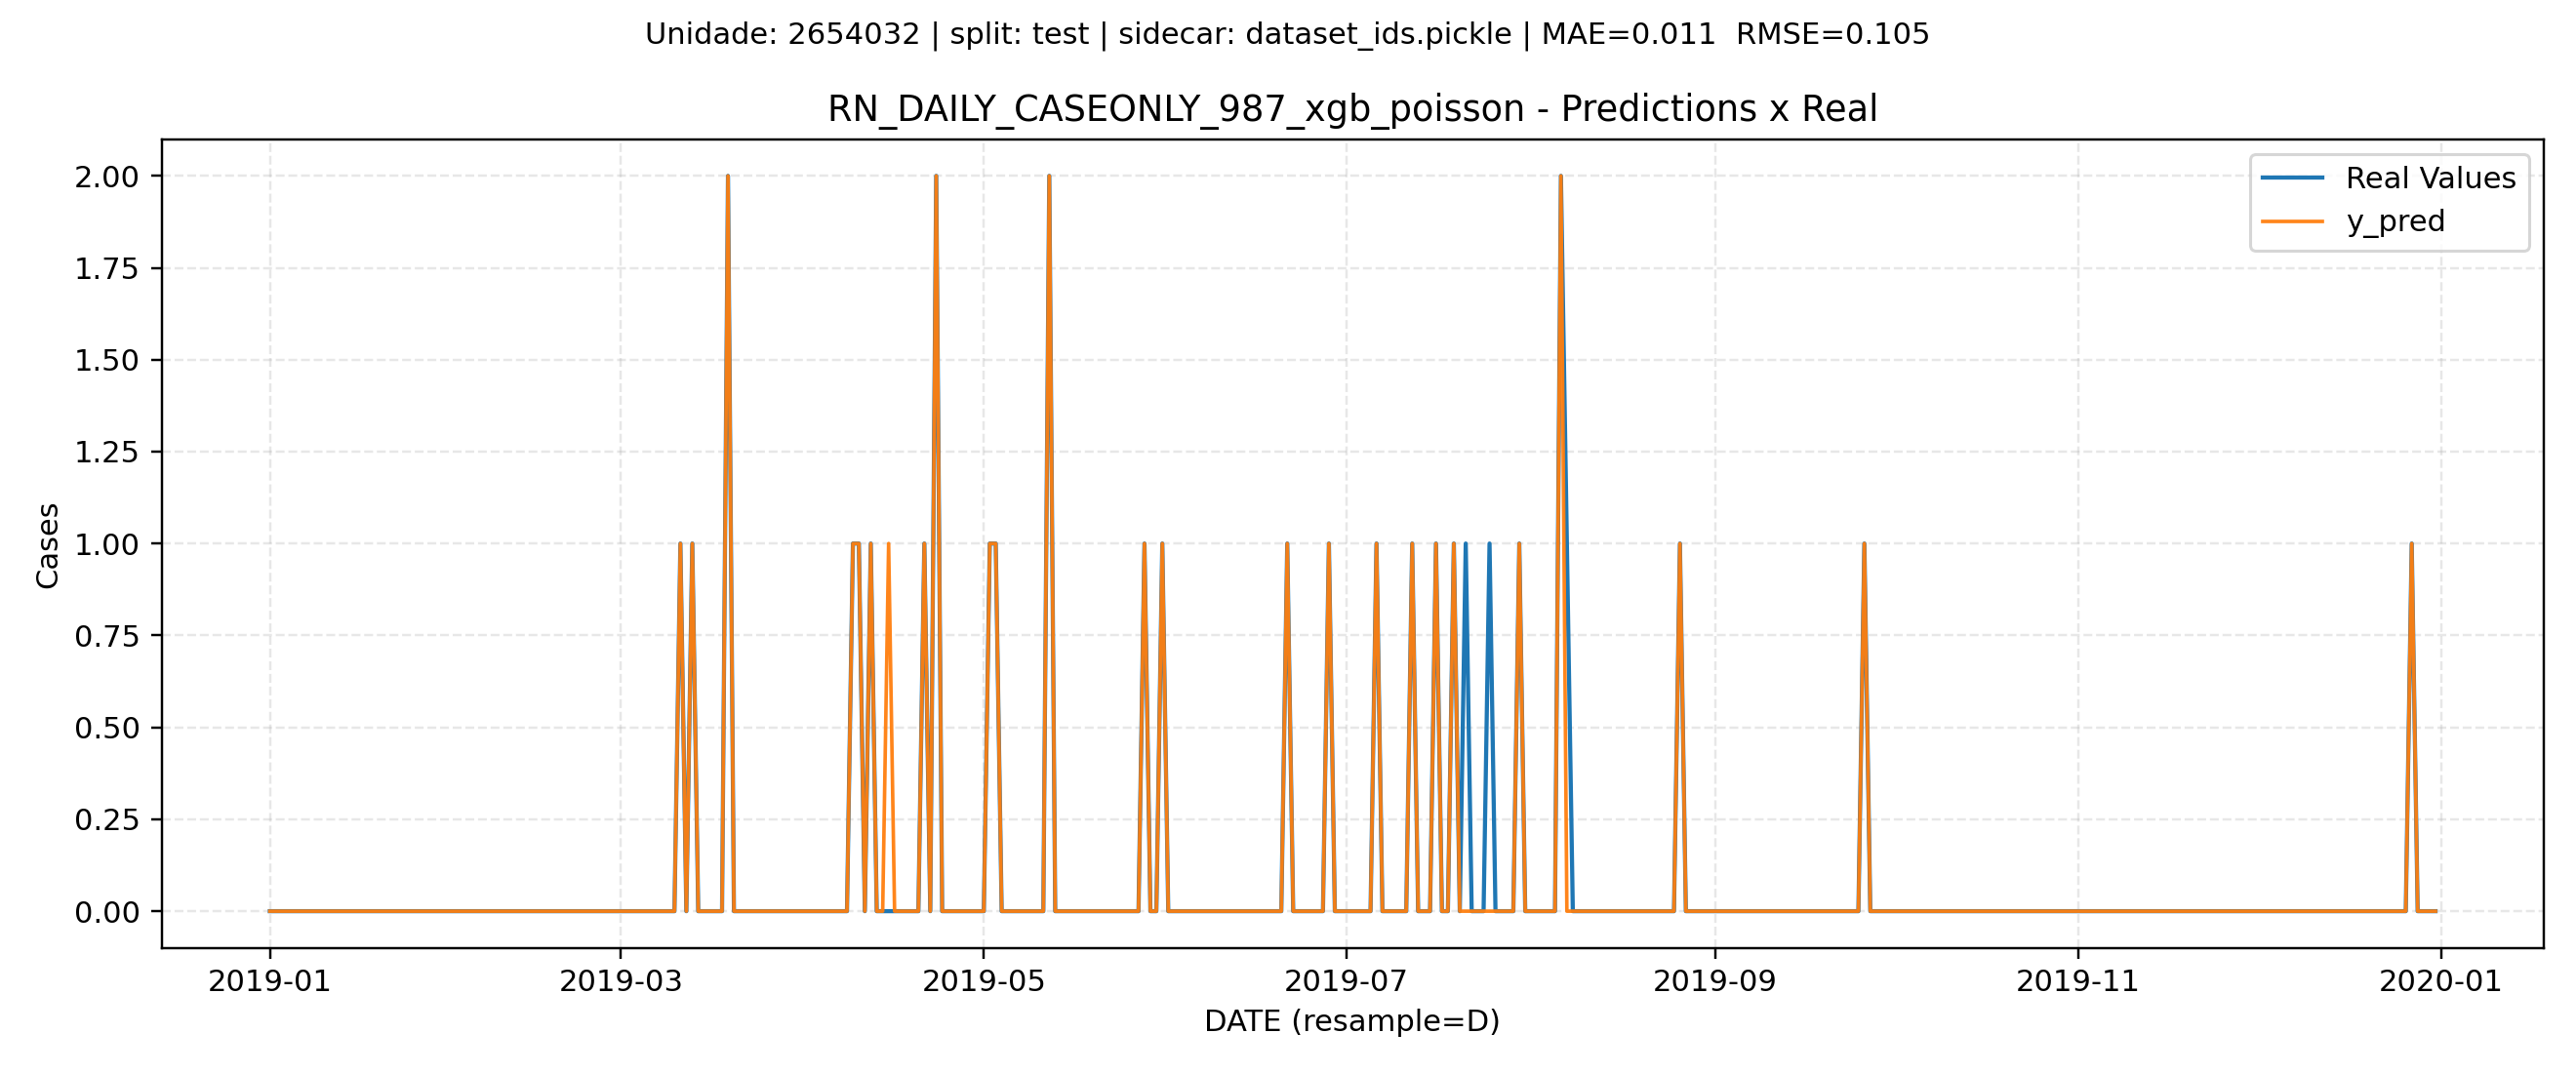 Unidade: 2654032 | split: test | sidecar: dataset_ids.pickle | MAE=0.011  RMSE=0.105
RN_DAILY_CASEONLY_987_xgb_poisson - Predictions x Real
Real Values
y_pred
2.00
1.75
1.50
1.25
1.00
0.75
0.50
0.25
0.00
Cases
2019-01 2019-03 2019-05 2019-07 2019-09 2019-11 2020-01
DATE (resample=D)